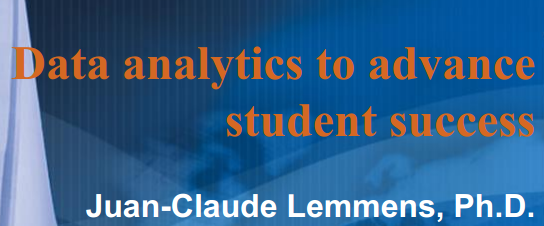 Data analytics to advance
student success
Juan-Claude Lemmens, Ph.D.